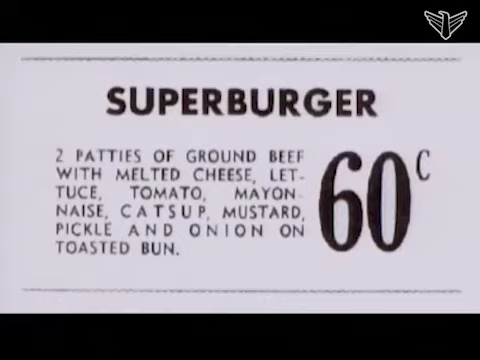 SUPERBURGER
2 PATTIES OF GROUND BEEF
WITH MELTED CHEESE, LET-
TUCE, TOMATO, MAYON-
NAISE, CATSUP, MUSTARD,
PICKLE AND ONION ON
TOASTED BUN.
60c